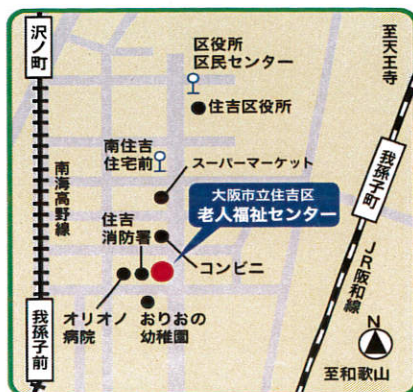 沢ノ町
区役所
区民センター
至天王寺
住吉区役所
南住吉
住宅前
スーパーマーケット
我孫子町
南海高野線
大阪市立住吉区
老人福祉センター
住吉
消防署
コンビニ
JR阪和線
オリオノ
病院
おりおの
幼稚園
我孫子前
N
至和歌山